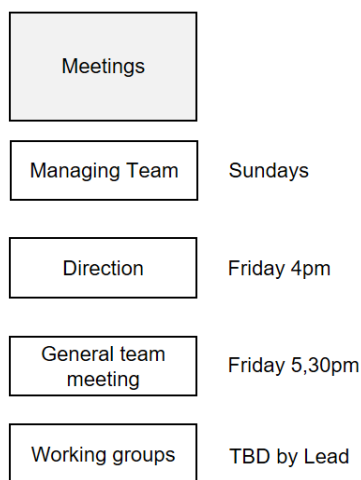 Meetings
Managing Team
Sundays
Direction
Friday 4pm
General team
meeting
Friday 5,30pm
Working groups
TBD by Lead